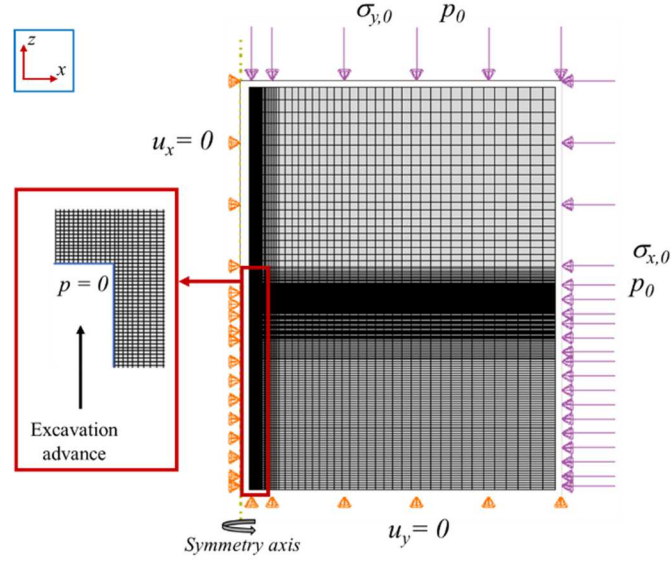 σy,0 p0
z
x
ux = 0
σx,0
p0
p = 0
Excavation
advance
Symmetry axis
uy = 0